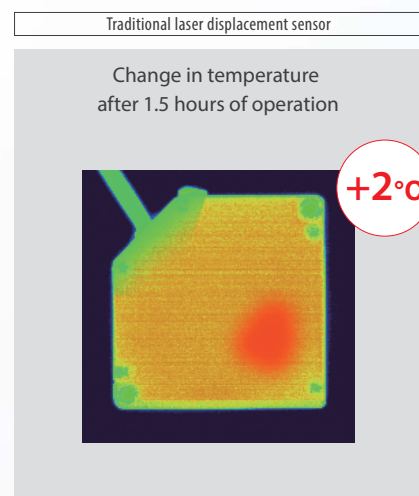 Traditional laser displacement sensor
Change in temperature
after 1.5 hours of operation
+2°C